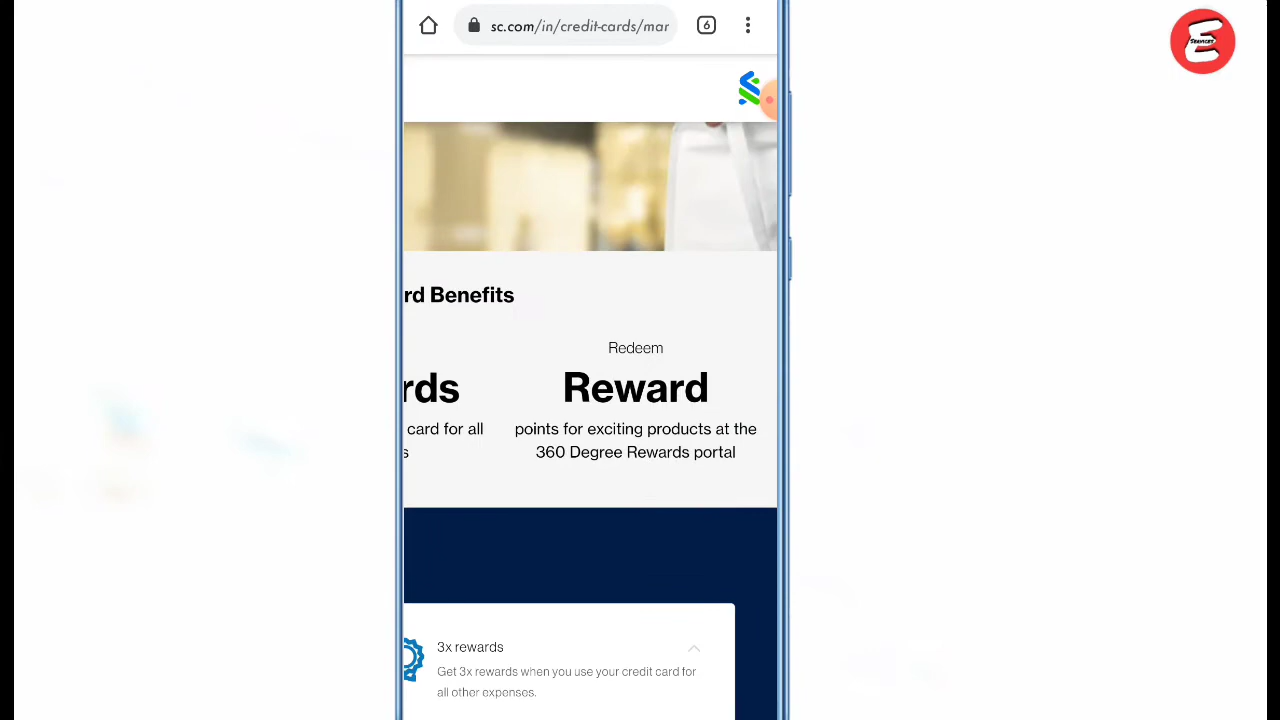 sc.com/in/credit-cards/mar
6
SERVICES
rd Benefits
Redeem
rds
Reward
card for all
points for exciting products at the
s
360 Degree Rewards portal
3x rewards
Get 3x rewards when you use your credit card for
all other expenses.